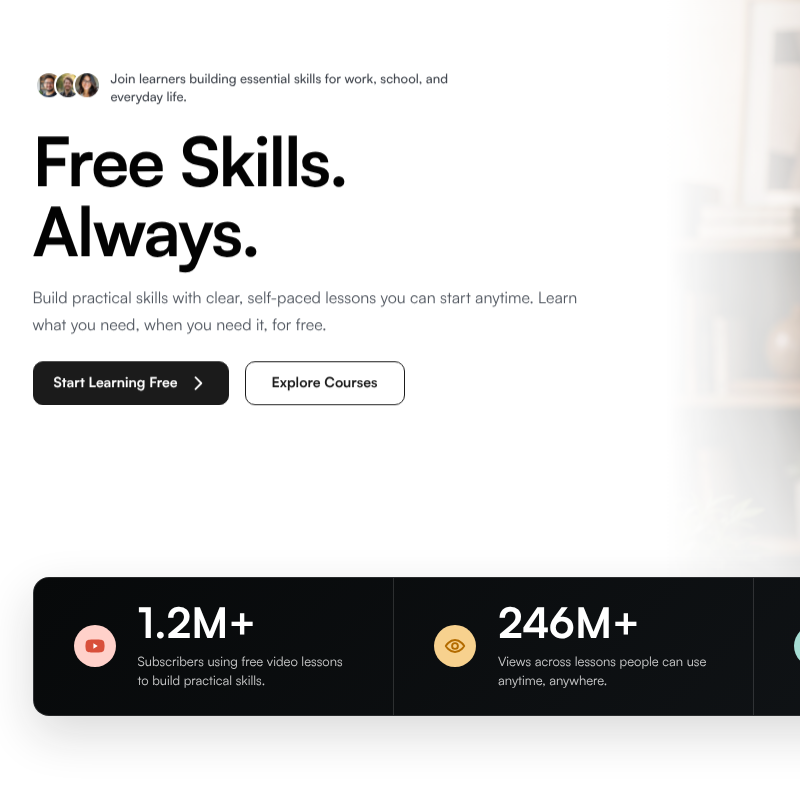 Join learners building essential skills for work, school, and
everyday life.
Free Skills.
Always.
Build practical skills with clear, self-paced lessons you can start anytime. Learn
what you need, when you need it, for free.
Start Learning Free
Explore Courses
1.2M+
Subscribers using free video lessons
to build practical skills.
246M+
Views across lessons people can use
anytime, anywhere.